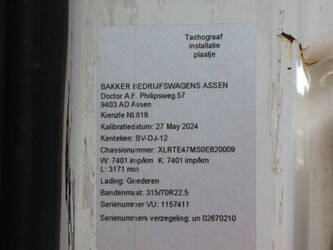 Tachograaf
installatie
plaatje
BAKKER BEDRIJFSWAGENS ASSEN
Doctor A.F. Philipsweg 57
9403 AD Assen
Kienzle NL619
Kalibratiedatum: 27 May 2024
Kenteken: BV-DJ-12
Chassisnummer: XLRTE47MS0EB20009
W: 7401 imp/km K: 7401 imp/km
L: 3171 mm
Lading: Goederen
Bandenmaat: 315/70R22.5
Serienummer VU: 1157411
Serienummers verzegeling: un 02670210